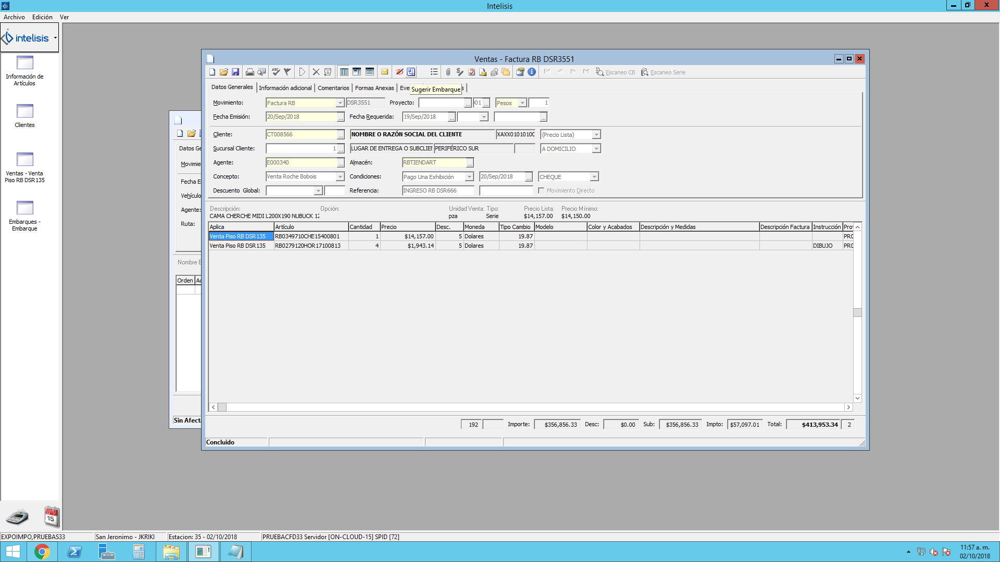 Intelisis
Archivo Edición Ver
intelisis
Información de
Artículos
Clientes
Ventas - Venta
Piso RB DSR135
Embarques -
Embarque
Datos Ge
Movimie
Fecha E
Vehículo
Agente:
Ruta:
Nombre E
Orden
Sin Afecta
Ventas - Factura RB DSR3551
Escaneo CB Escaneo Serie
Datos Generales Información adicional Comentarios Formas Anexas Eve
Sugerir Embarque
Movimiento: Factura RB DSR3551 Proyecto: Pesos 1
Fecha Emisión: 20/Sep/2018 Fecha Requerida: 19/Sep/2018
Cliente: CT008566 NOMBRE O RAZÓN SOCIAL DEL CLIENTE XAXX01010100 (Precio Lista)
Sucursal Cliente: 1 LUGAR DE ENTREGA O SUBCLIE PERIFÉRICO SUR A DOMICILIO
Agente: E000340 Almacén: RBTIENDART
Concepto: Venta Roche Bobois Condiciones: Pago Una Exhibición 20/Sep/2018 CHEQUE
Descuento Global: Referencia: INGRESO RB DSR666 Movimiento Directo
Descripción: Opción: Unidad Venta: Tipo: Precio Lista: Precio Mínimo:
CAMA CHERCHE MIDI L200X190 NUBUCK 12 pza Serie $14,157.00 $14,150.00
Aplica Artículo Cantidad Precio Desc. Moneda Tipo Cambio Modelo Color y Acabados Descripción y Medidas Descripción Factura Instrucción Pro
Venta Piso RB DSR135 RB0349710CHE15400801 1 $14,157.00 5 Dolares 19.87 PRO
Venta Piso RB DSR135 RB0279120HOR17100813 4 $1,943.14 5 Dolares 19.87 DIBUJO PRO
192 Importe: $356,856.33 Desc: $0.00 Sub: $356,856.33 Impto: $57,097.01 Total: $413,953.34 2
Concluido
15
EXPOIMPO,PRUEBAS33 San Jeronimo - JKRIKI Estacion: 35 - 02/10/2018 PRUEBACFD33 Servidor [ON-CLOUD-15] SPID [72]
11:57 a. m.
02/10/2018